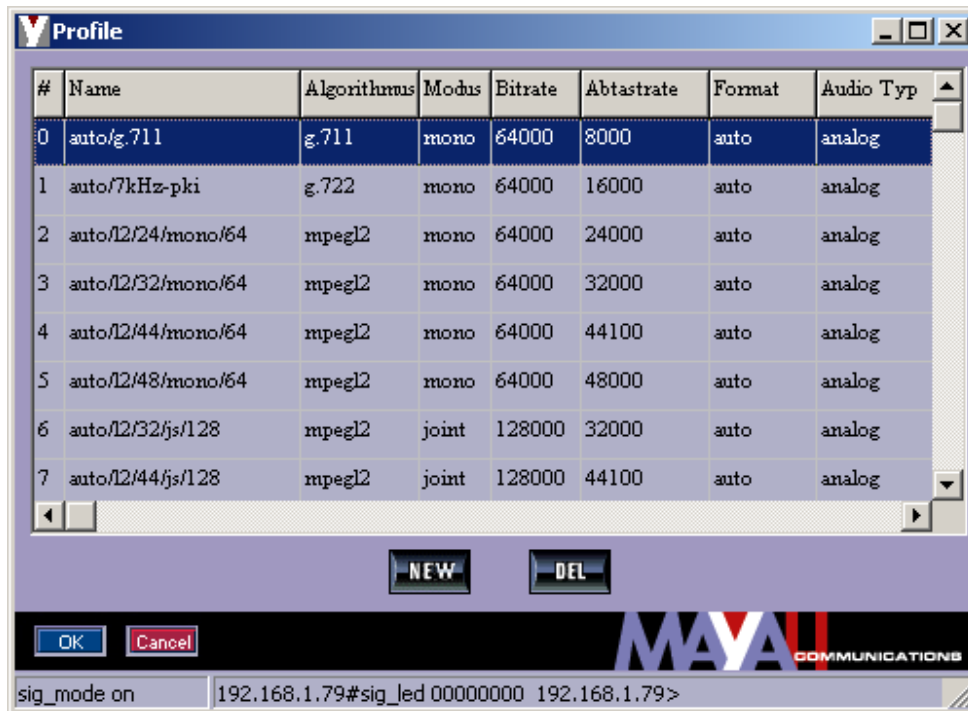 Profile
# Name Algorithmus Modus Bitrate Abtastrate Format Audio Typ
0 auto/g.711 g.711 mono 64000 8000 auto analog
1 auto/7kHz-pki g.722 mono 64000 16000 auto analog
2 auto/l2/24/mono/64 mpegl2 mono 64000 24000 auto analog
3 auto/l2/32/mono/64 mpegl2 mono 64000 32000 auto analog
4 auto/l2/44/mono/64 mpegl2 mono 64000 44100 auto analog
5 auto/l2/48/mono/64 mpegl2 mono 64000 48000 auto analog
6 auto/l2/32/js/128 mpegl2 joint 128000 32000 auto analog
7 auto/l2/44/js/128 mpegl2 joint 128000 44100 auto analog
NEW DEL
OK Cancel MAYAH COMMUNICATIONS
sig_mode on 192.168.1.79#sig_led 00000000 192.168.1.79>